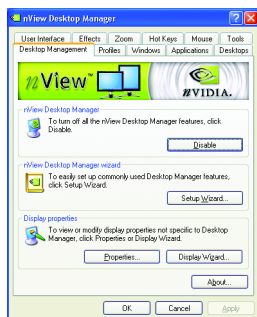 nView Desktop Manager
User Interface Effects Zoom Hot Keys Mouse Tools
Desktop Management Profiles Windows Applications Desktops
nView™ nVIDIA.
nView Desktop Manager
To turn off all the nView Desktop Manager features, click
Disable.
Disable
nView Desktop Manager wizard
To easily set up commonly used Desktop Manager features,
click Setup Wizard.
Setup Wizard...
Display properties
To view or modify display properties not specific to Desktop
Manager, click Properties or Display Wizard.
Properties... Display Wizard...
About...
OK Cancel Apply